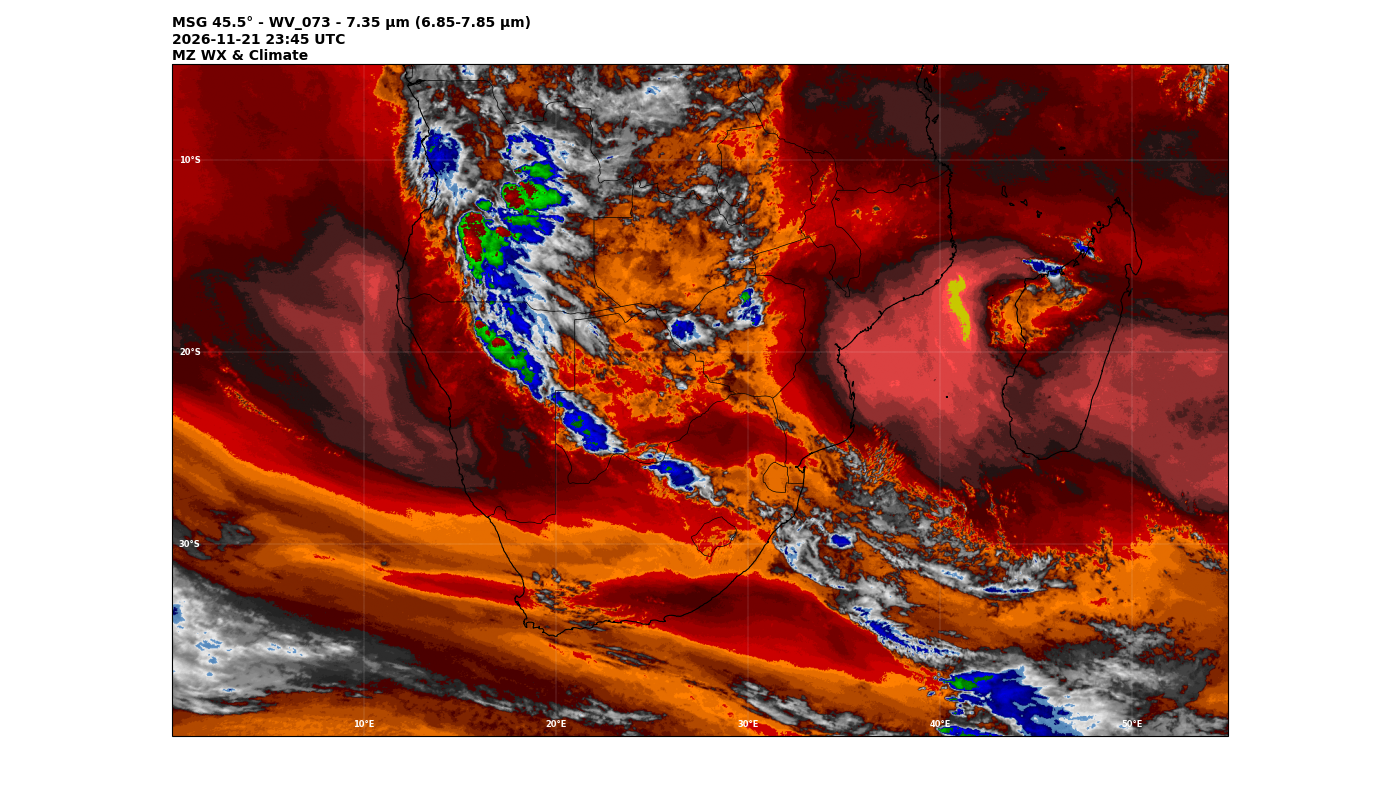 MSG 45.5° - WV_073 - 7.35 μm (6.85-7.85 μm)
2026-11-21 23:45 UTC
MZ WX & Climate
10°S
20°S
30°S
10°E
20°E
30°E
40°E
50°E